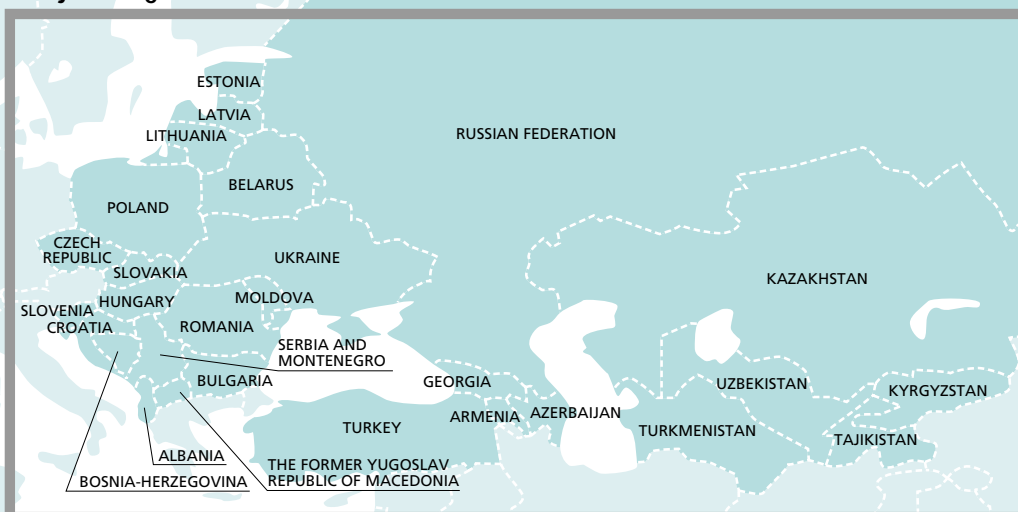 ESTONIA
LATVIA
LITHUANIA
RUSSIAN FEDERATION
BELARUS
POLAND
CZECH
REPUBLIC
UKRAINE
SLOVAKIA
KAZAKHSTAN
HUNGARY
MOLDOVA
SLOVENIA
CROATIA
ROMANIA
SERBIA AND
MONTENEGRO
BULGARIA
GEORGIA
UZBEKISTAN
KYRGYZSTAN
ARMENIA
AZERBAIJAN
TURKEY
TURKMENISTAN
TAJIKISTAN
ALBANIA
THE FORMER YUGOSLAV
REPUBLIC OF MACEDONIA
BOSNIA-HERZEGOVINA